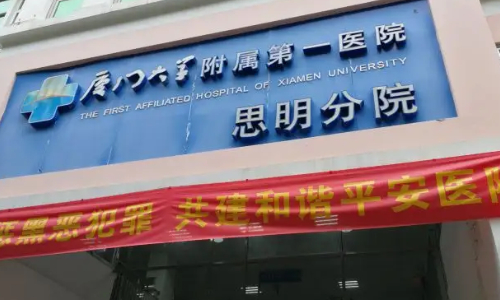 厦门大学附属第一医院
THE FIRST AFFILIATED HOSPITAL OF XIAMEN UNIVERSITY
思明分院
黑恶犯罪 共建和谐平安医院